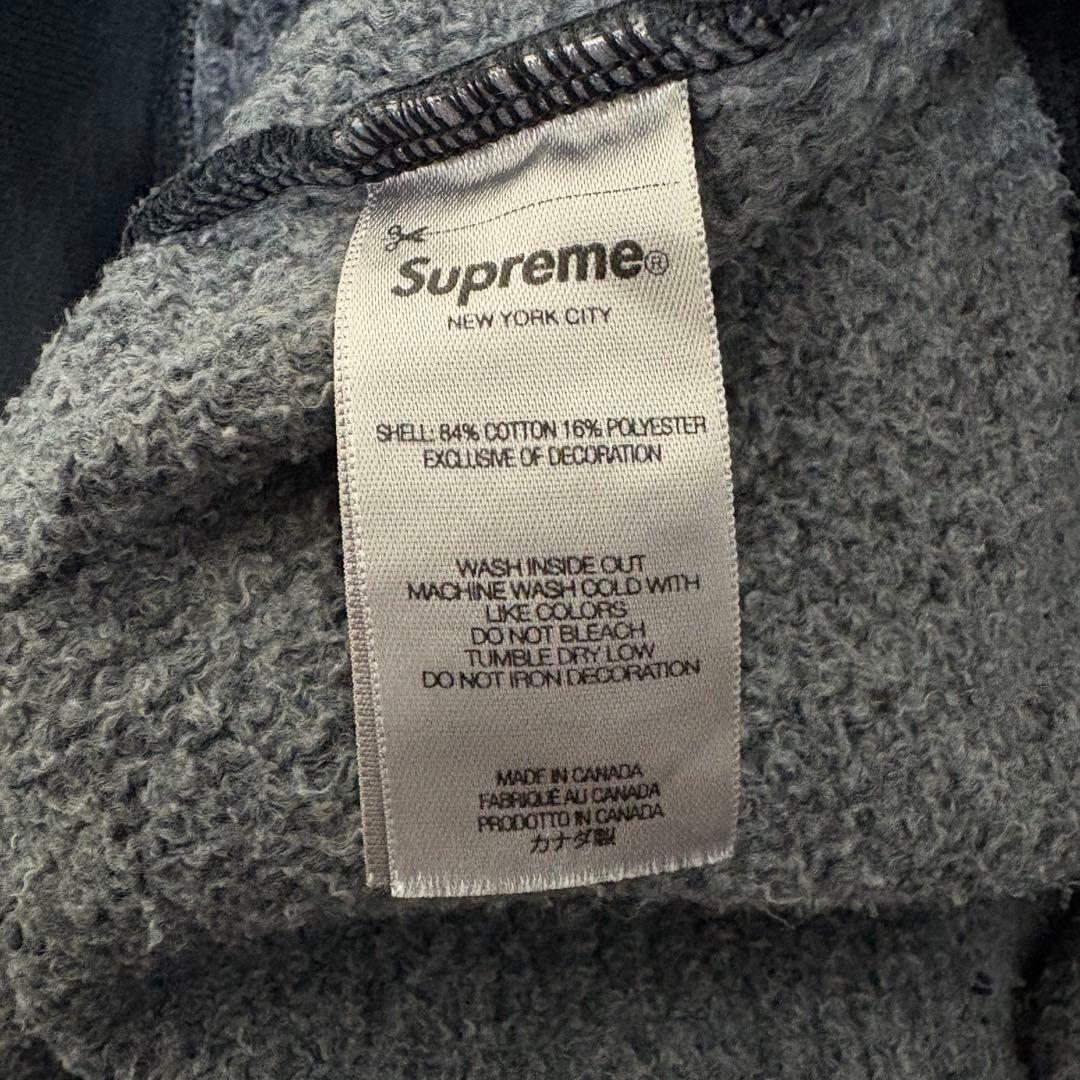 Supreme®
NEW YORK CITY
SHELL: 84% COTTON 16% POLYESTER
EXCLUSIVE OF DECORATION
WASH INSIDE OUT
MACHINE WASH COLD WITH
LIKE COLORS
DO NOT BLEACH
TUMBLE DRY LOW
DO NOT IRON DECORATION
MADE IN CANADA
FABRIQUE AU CANADA
PRODOTTO IN CANADA
カナダ製